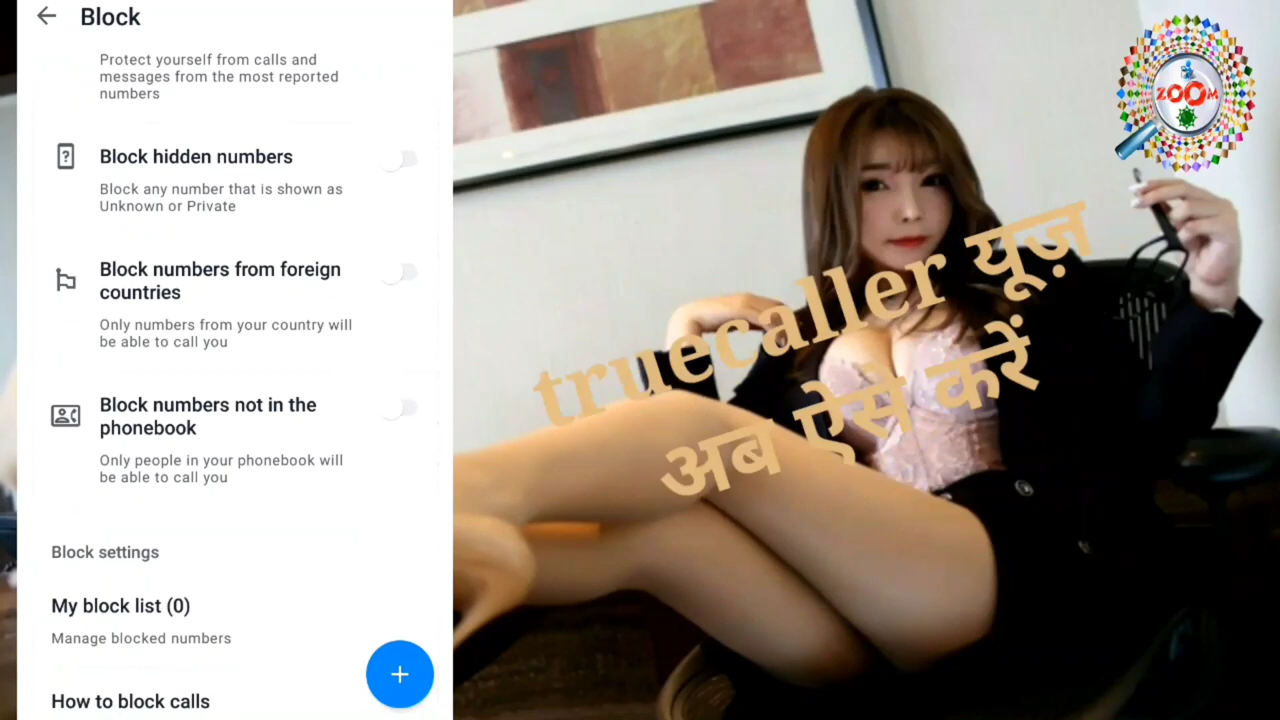 Block
Protect yourself from calls and
messages from the most reported
numbers
Block hidden numbers
Block any number that is shown as
Unknown or Private
Block numbers from foreign
countries
Only numbers from your country will
be able to call you
Block numbers not in the
phonebook
Only people in your phonebook will
be able to call you
Block settings
My block list (0)
Manage blocked numbers
How to block calls
truecaller यूज़
अब ऐसे करें
ZOOM